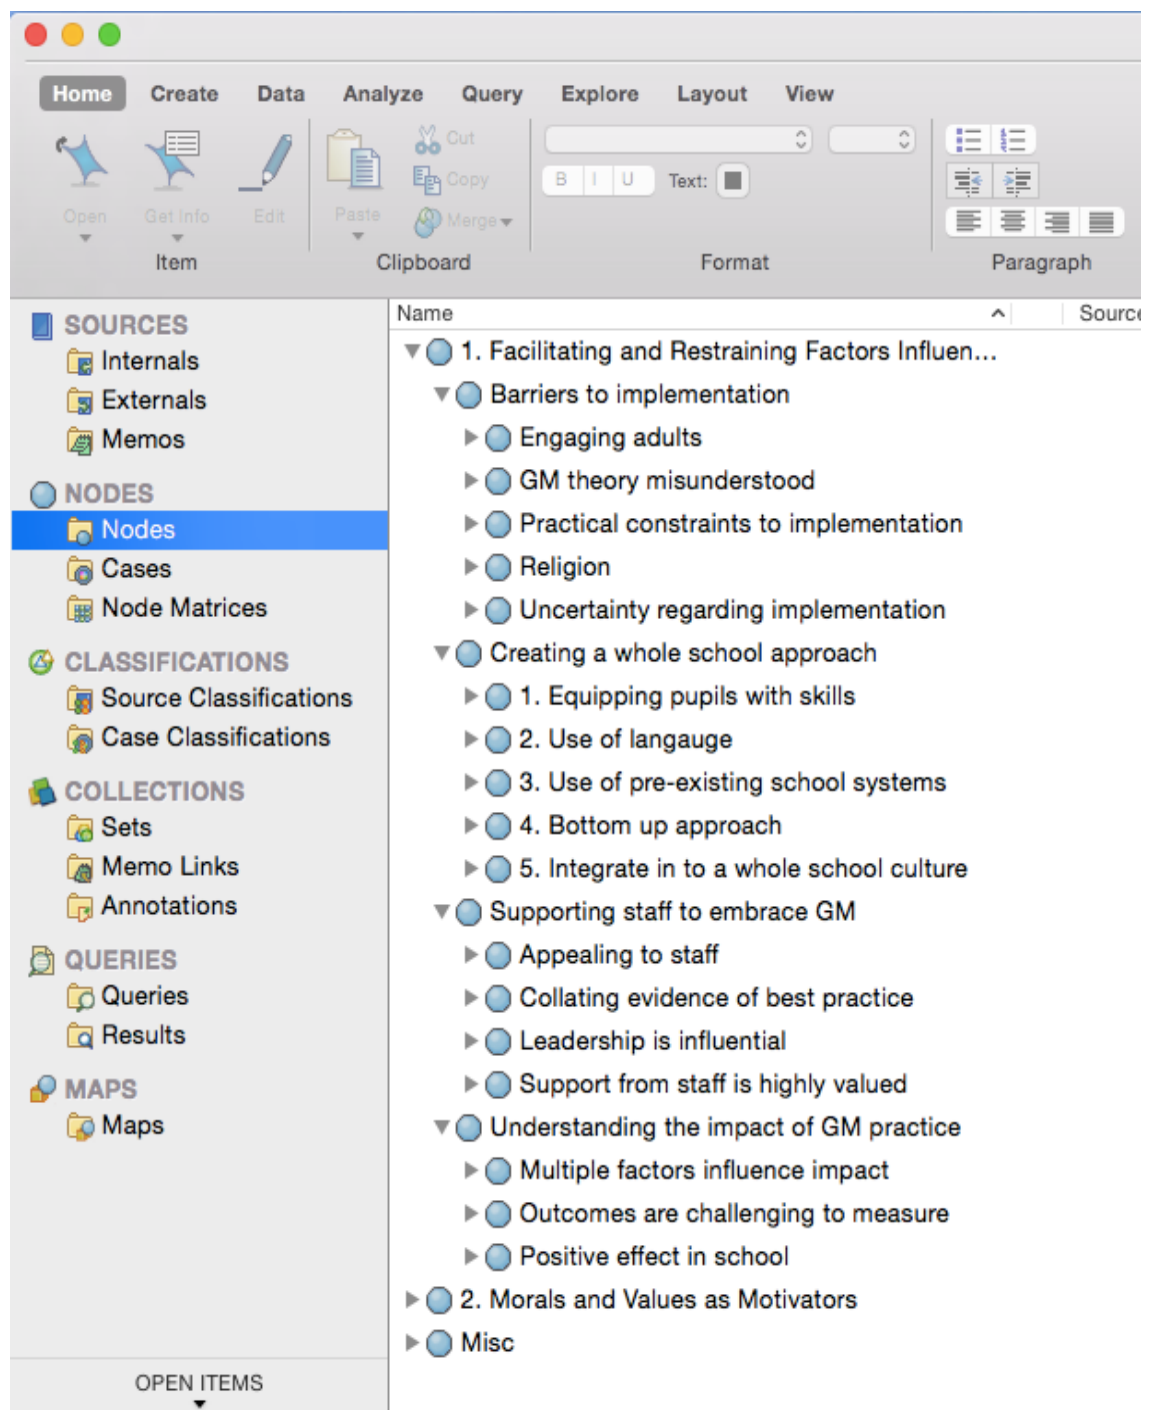 Home Create Data Analyze Query Explore Layout View
Open
Get Info
Edit
Item
Paste
Cut
Copy
Merge
Clipboard
B I U
Text:
Format
Paragraph
SOURCES
Internals
Externals
Memos
NODES
Nodes
Cases
Node Matrices
CLASSIFICATIONS
Source Classifications
Case Classifications
COLLECTIONS
Sets
Memo Links
Annotations
QUERIES
Queries
Results
MAPS
Maps
OPEN ITEMS
Name Source
1. Facilitating and Restraining Factors Influen...
Barriers to implementation
Engaging adults
GM theory misunderstood
Practical constraints to implementation
Religion
Uncertainty regarding implementation
Creating a whole school approach
1. Equipping pupils with skills
2. Use of langauge
3. Use of pre-existing school systems
4. Bottom up approach
5. Integrate in to a whole school culture
Supporting staff to embrace GM
Appealing to staff
Collating evidence of best practice
Leadership is influential
Support from staff is highly valued
Understanding the impact of GM practice
Multiple factors influence impact
Outcomes are challenging to measure
Positive effect in school
2. Morals and Values as Motivators
Misc